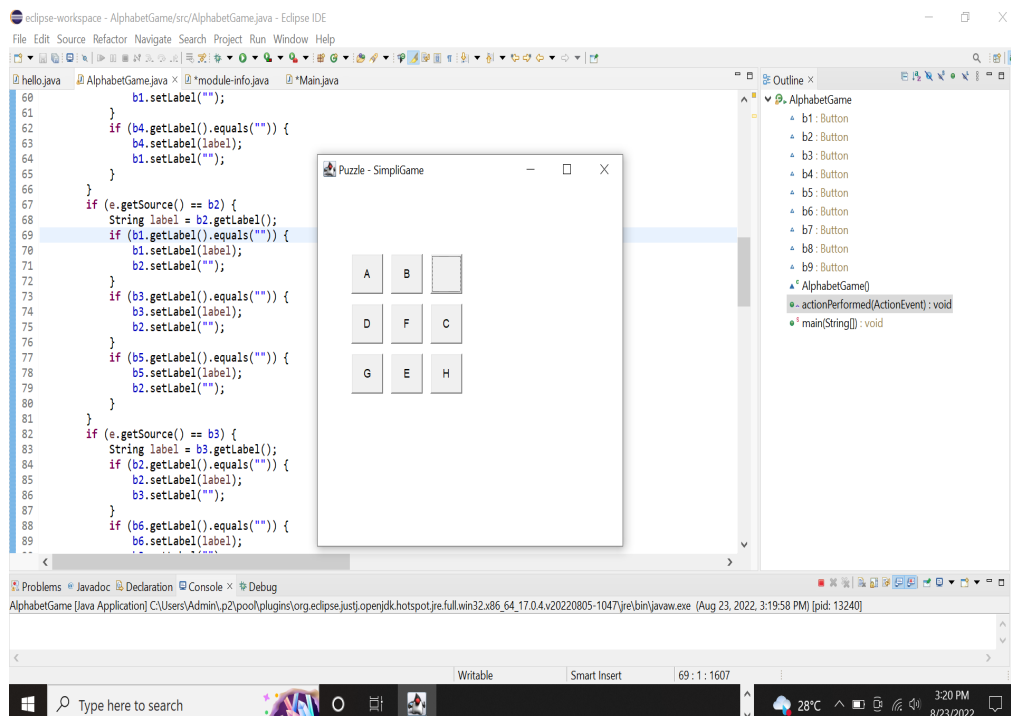 eclipse-workspace - AlphabetGame/src/AlphabetGame.java - Eclipse IDE
File Edit Source Refactor Navigate Search Project Run Window Help
hello.java AlphabetGame.java × *module-info.java *Main.java
60 b1.setLabel("");
61 }
62 if (b4.getLabel().equals("")) {
63 b4.setLabel(label);
64 b1.setLabel("");
65 }
66 }
67 if (e.getSource() == b2) {
68 String label = b2.getLabel();
69 if (b1.getLabel().equals("")) {
70 b1.setLabel(label);
71 b2.setLabel("");
72 }
73 if (b3.getLabel().equals("")) {
74 b3.setLabel(label);
75 b2.setLabel("");
76 }
77 if (b5.getLabel().equals("")) {
78 b5.setLabel(label);
79 b2.setLabel("");
80 }
81 }
82 if (e.getSource() == b3) {
83 String label = b3.getLabel();
84 if (b2.getLabel().equals("")) {
85 b2.setLabel(label);
86 b3.setLabel("");
87 }
88 if (b6.getLabel().equals("")) {
89 b6.setLabel(label);
Puzzle - SimpliGame
A B
D F C
G E H
Outline ×
AlphabetGame
b1 : Button
b2 : Button
b3 : Button
b4 : Button
b5 : Button
b6 : Button
b7 : Button
b8 : Button
b9 : Button
AlphabetGame()
actionPerformed(ActionEvent) : void
main(String[]) : void
Problems Javadoc Declaration Console × Debug
AlphabetGame [Java Application] C:\Users\Admin\.p2\pool\plugins\org.eclipse.justj.openjdk.hotspot.jre.full.win32.x86_64_17.0.4.v20220805-1047\jre\bin\javaw.exe (Aug 23, 2022, 3:19:58 PM) [pid: 13240]
Writable Smart Insert 69 : 1 : 1607
Type here to search
28°C
3:20 PM
8/23/2022